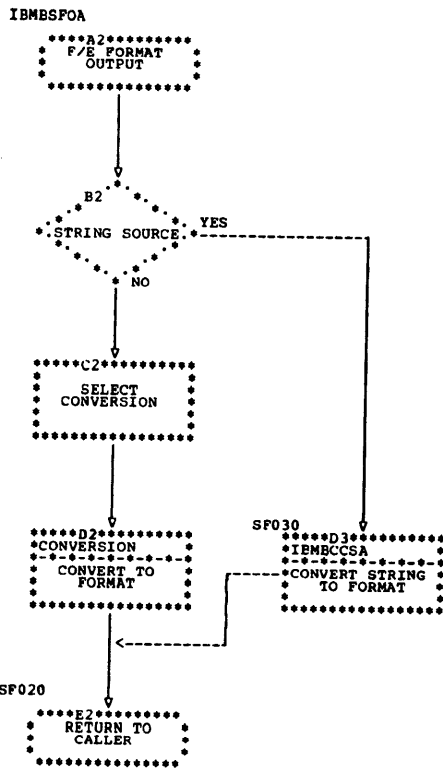 IBMBSFOA
A2
F/E FORMAT
OUTPUT
B2
STRING SOURCE
YES
NO
C2
SELECT
CONVERSION
SF030
D2
CONVERSION
CONVERT TO
FORMAT
D3
IBMBCCSA
CONVERT STRING
TO FORMAT
SF020
E2
RETURN TO
CALLER